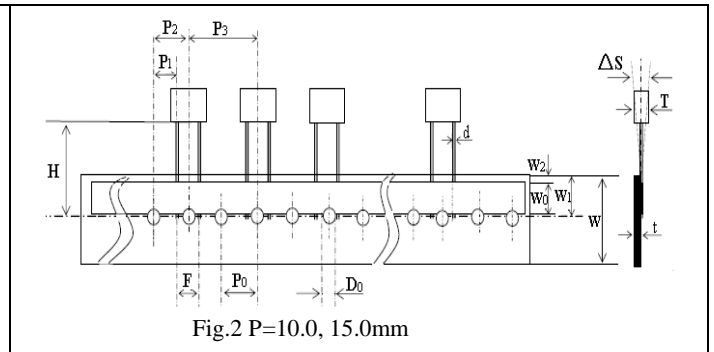 P2 P3
P1
ΔS
T
d
H
W2
W0 W1
W
t
F P0 D0
Fig.2 P=10.0, 15.0mm